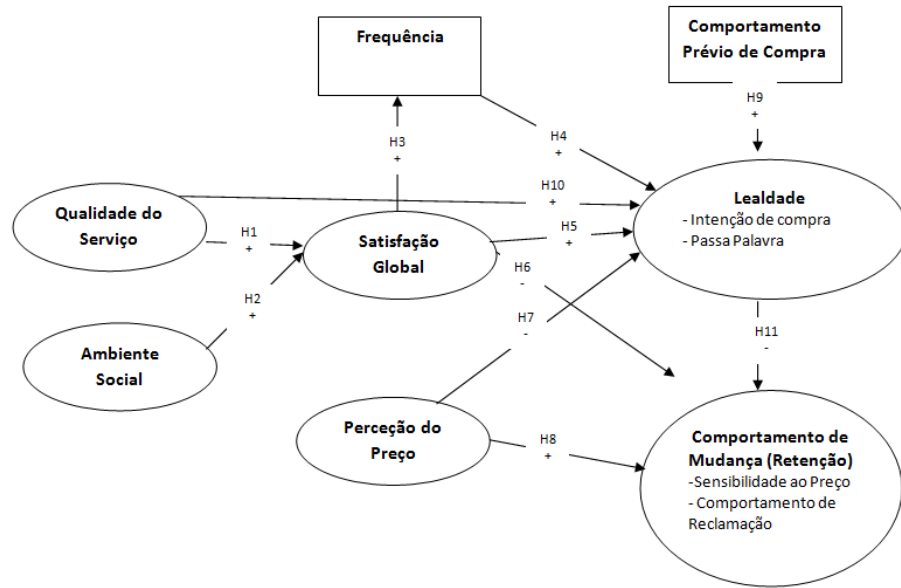 Frequência
Comportamento
Prévio de Compra
H9
+
H3
+
H4
+
Qualidade do
Serviço
H10
+
Lealdade
- Intenção de compra
- Passa Palavra
H1
+
Satisfação
Global
H5
+
H6
-
H2
+
H7
-
H11
-
Ambiente
Social
Perceção do
Preço
H8
+
Comportamento de
Mudança (Retenção)
-Sensibilidade ao Preço
- Comportamento de
Reclamação